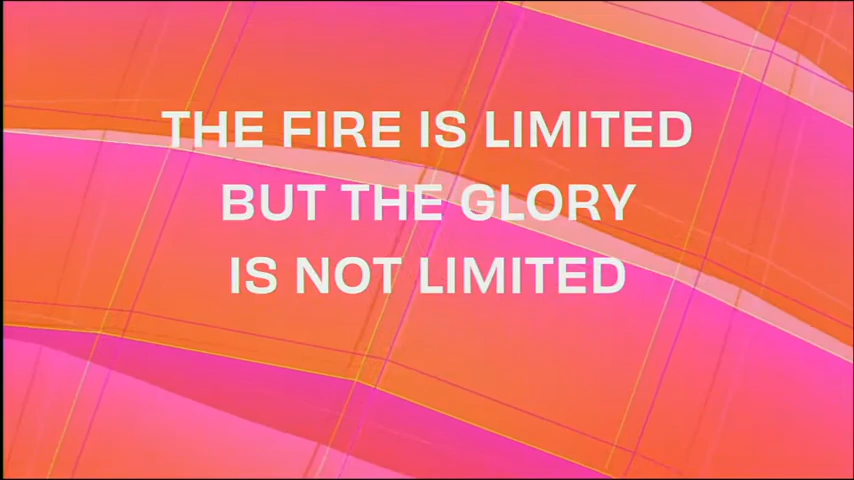 THE FIRE IS LIMITED
BUT THE GLORY
IS NOT LIMITED